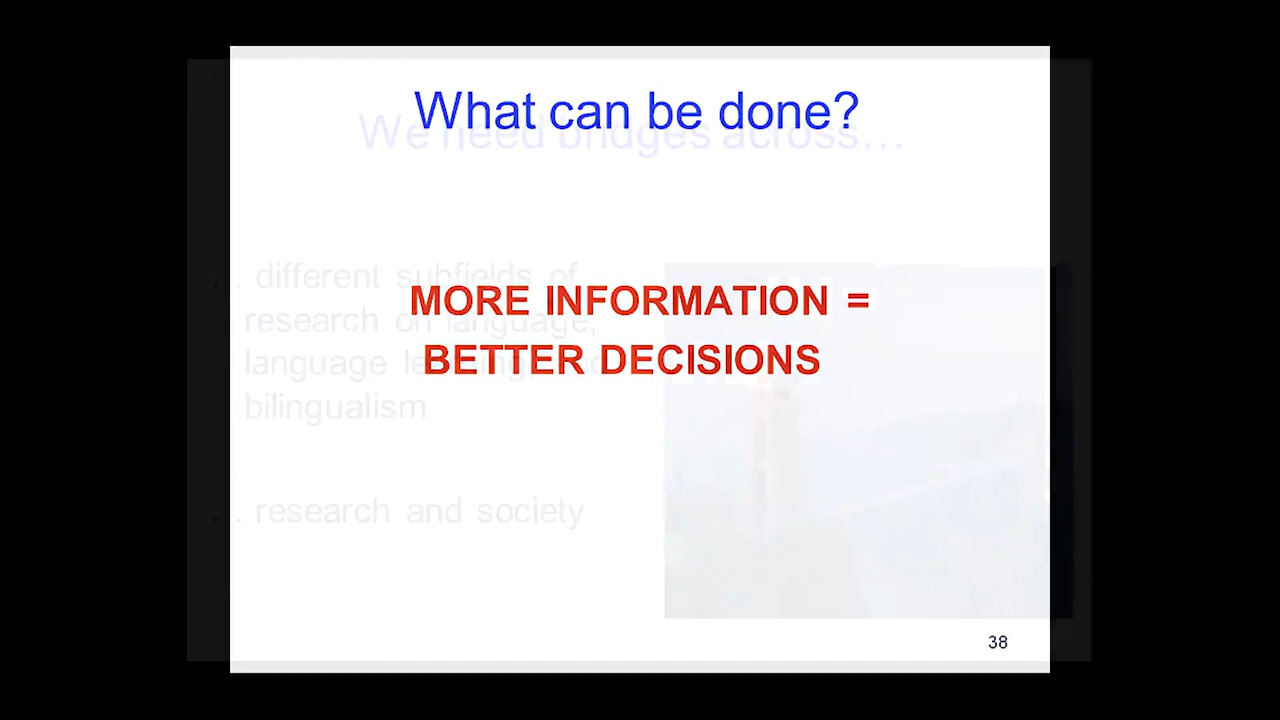 What can be done?
We need bridges across…
MORE INFORMATION =
BETTER DECISIONS
… different subfields of
research on language,
language
bilingualism
… research and society
38